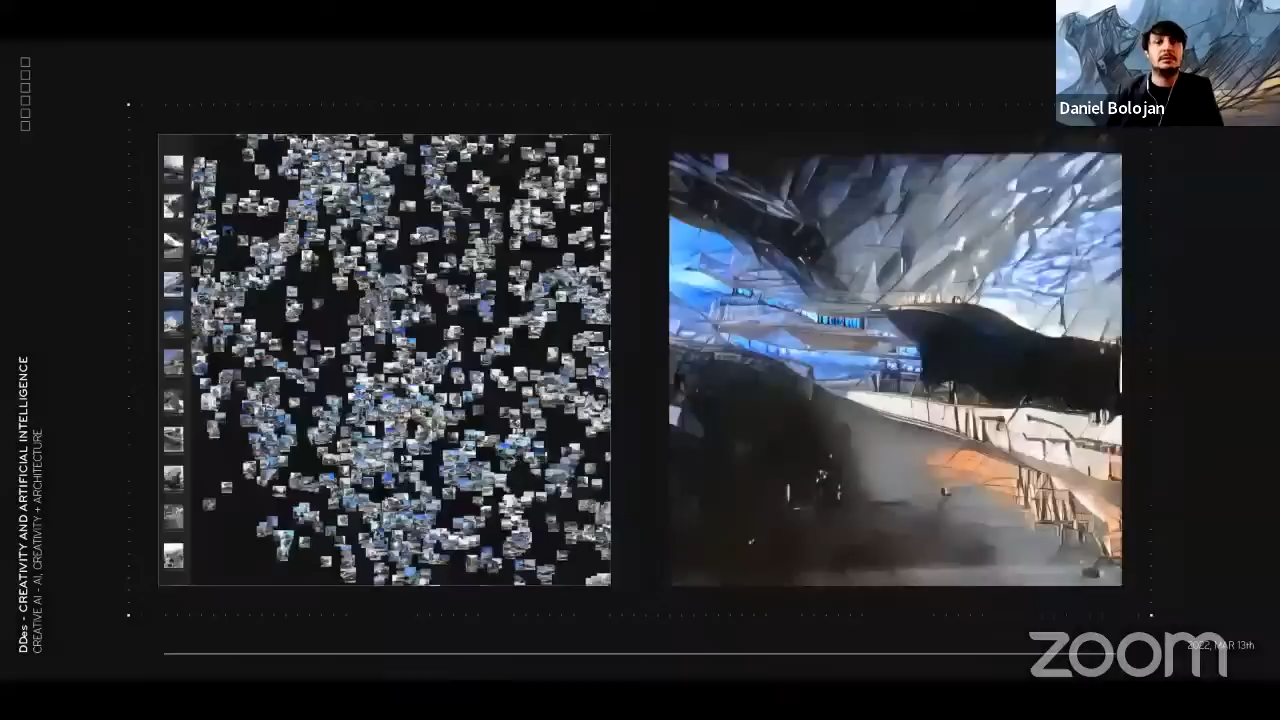 Daniel Bolojan
DDes - CREATIVITY AND ARTIFICIAL INTELLIGENCE
CREATIVE AI - AI, CREATIVITY + ARCHITECTURE
2022, MAR 13th
zoom